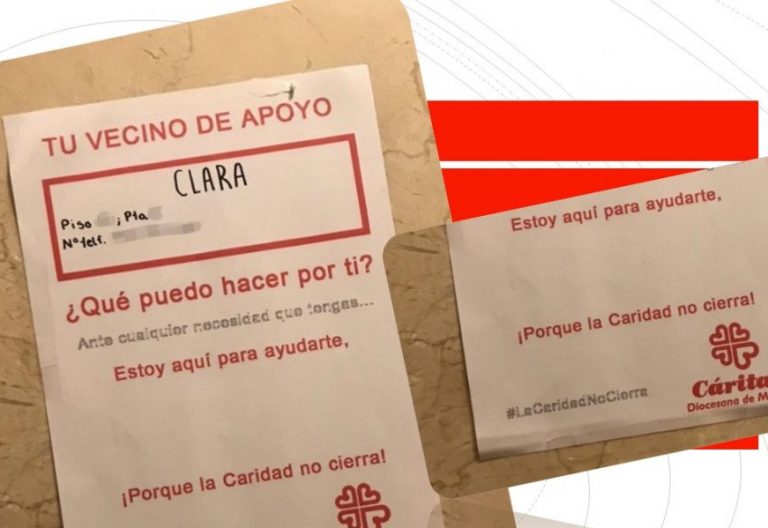 TU VECINO DE APOYO
CLARA
Piso ; Pta
Nº telf.
¿Qué puedo hacer por ti?
Ante cualquier necesidad que tengas...
Estoy aquí para ayudarte,
¡Porque la Caridad no cierra!
Estoy aquí para ayudarte,
¡Porque la Caridad no cierra!
#LaCaridadNoCierra
Cárita
Diocesana de M